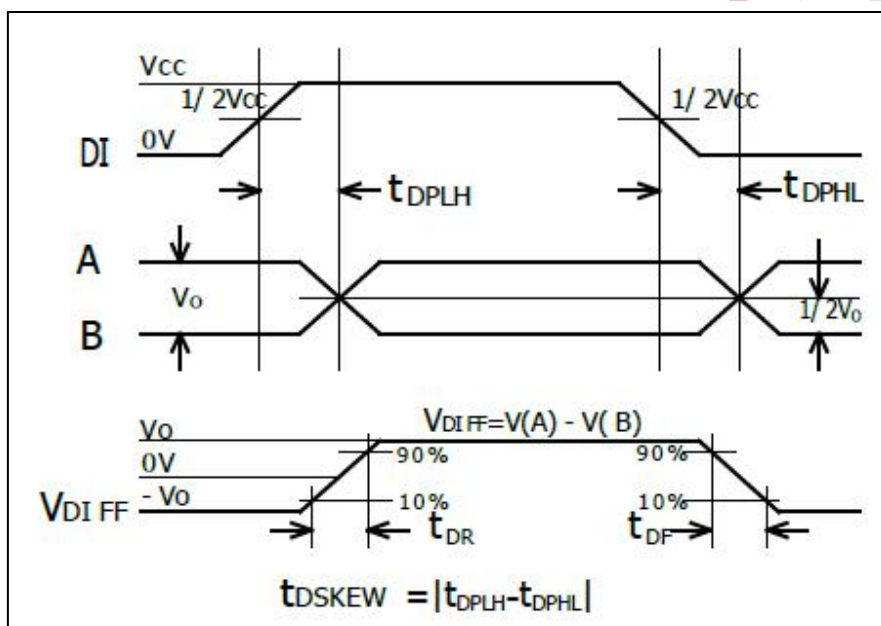 Vcc
1/2Vcc 1/2Vcc
DI 0V
tDPLH tDPHL
A
Vo 1/2Vo
B
VDIFF=V(A) - V(B)
Vo
90% 90%
0V
VDIFF - Vo 10% 10%
tDR tDF
tDSKEW =|tDPLH-tDPHL|